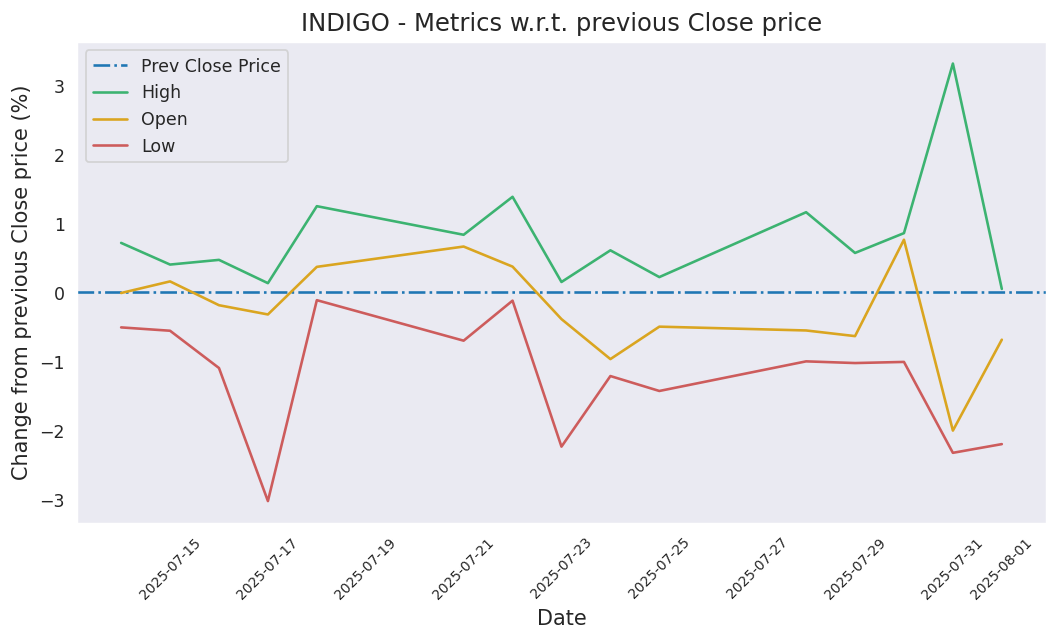 INDIGO - Metrics w.r.t. previous Close price
Prev Close Price
High
Open
Low
Change from previous Close price (%)
3
2
1
0
−1
−2
−3
2025-07-15
2025-07-17
2025-07-19
2025-07-21
2025-07-23
2025-07-25
2025-07-27
2025-07-29
2025-07-31
2025-08-01
Date